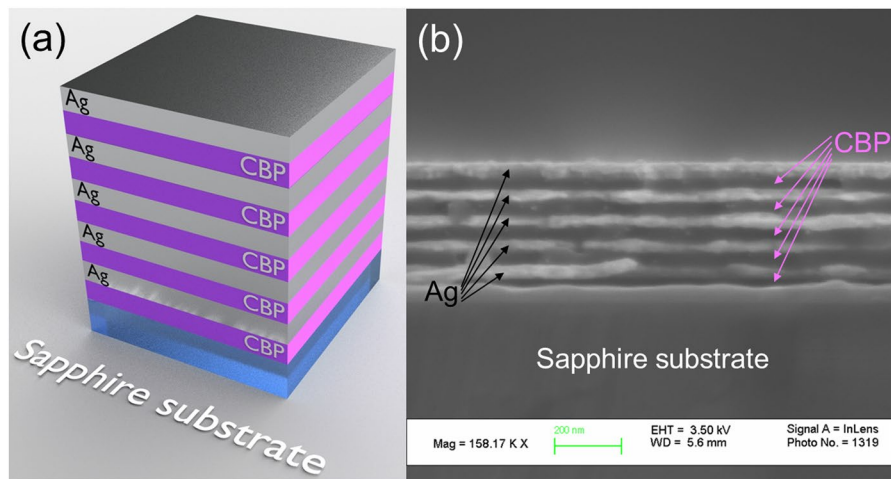 (a)
Ag
CBP
Ag
CBP
Ag
CBP
Ag
CBP
Ag
CBP
Sapphire substrate
(b)
CBP
Ag
Sapphire substrate
Mag = 158.17 K X
200 nm
EHT = 3.50 kV
WD = 5.6 mm
Signal A = InLens
Photo No. = 1319